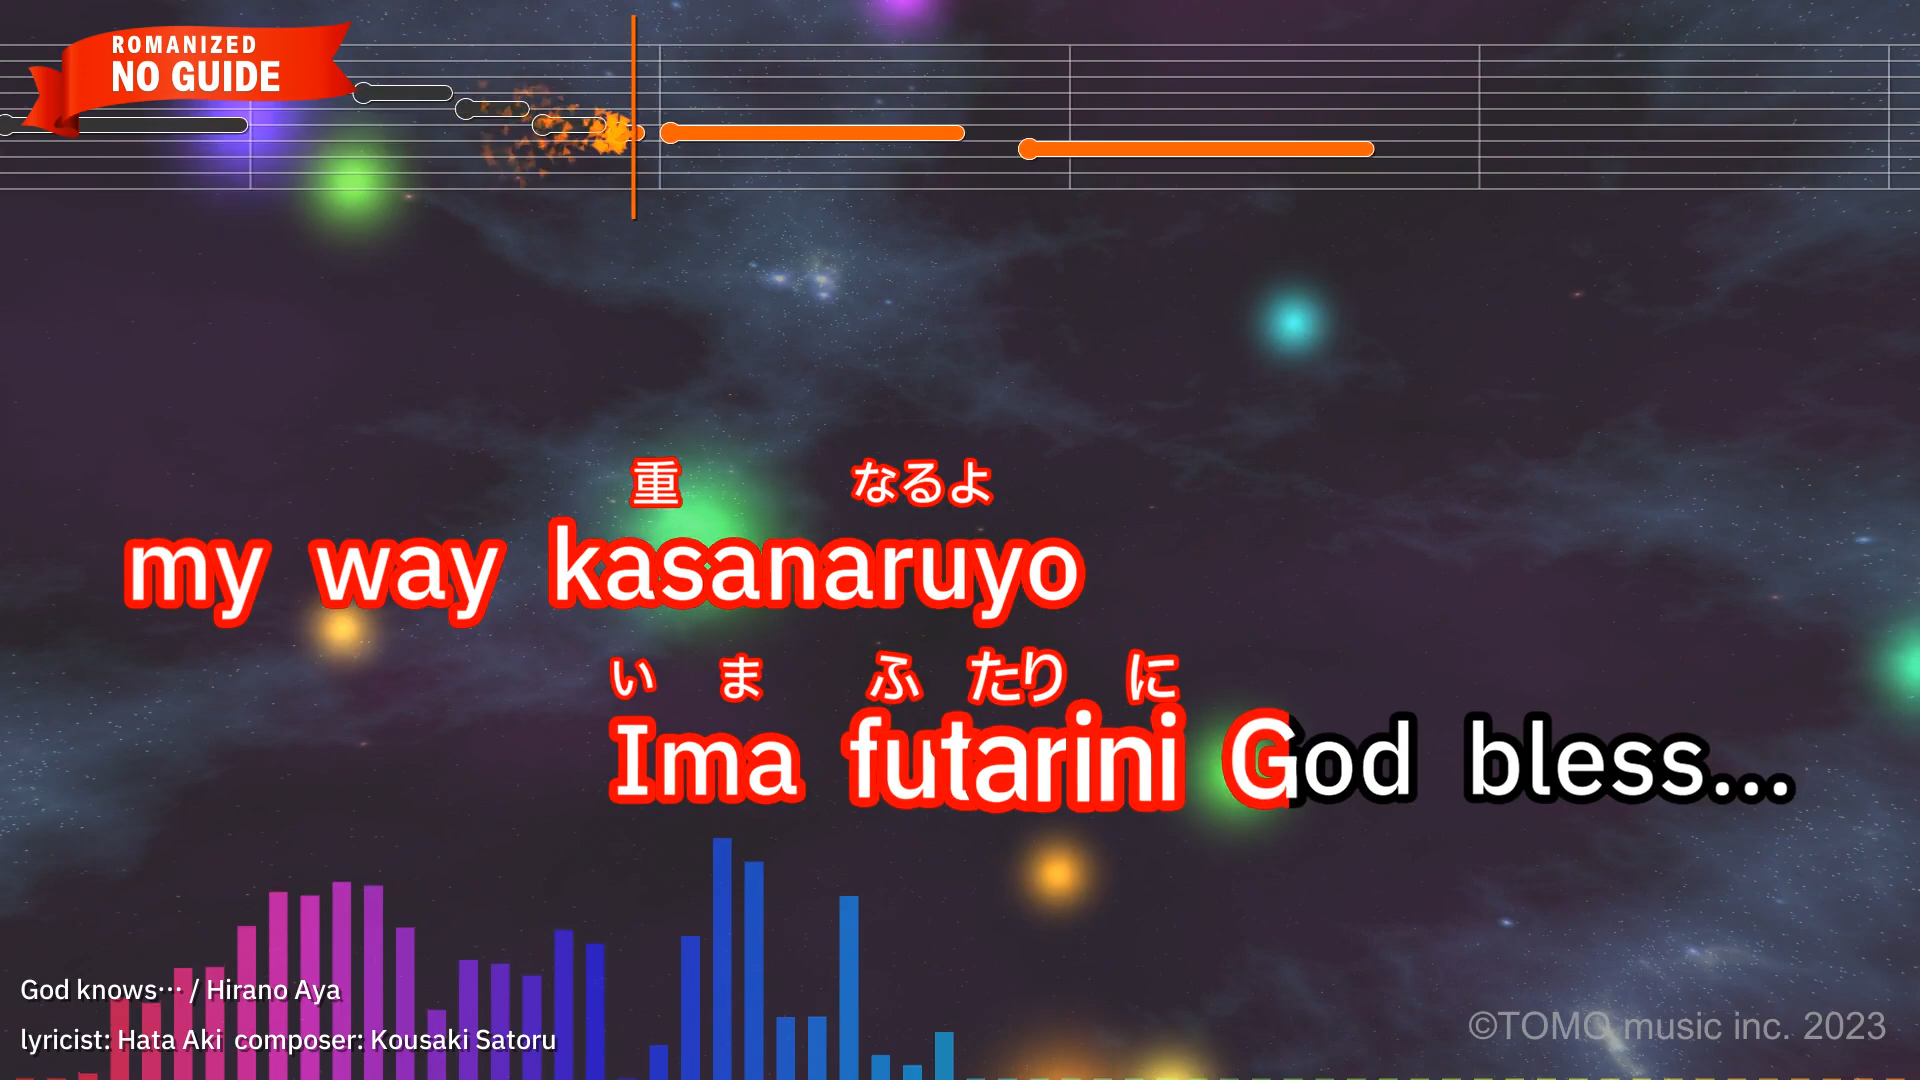 ROMANIZED
NO GUIDE
重 なるよ
my way kasanaruyo
い ま ふ たり に
Ima futarini God bless...
God knows… / Hirano Aya
lyricist: Hata Aki composer: Kousaki Satoru
©TOMO music inc. 2023